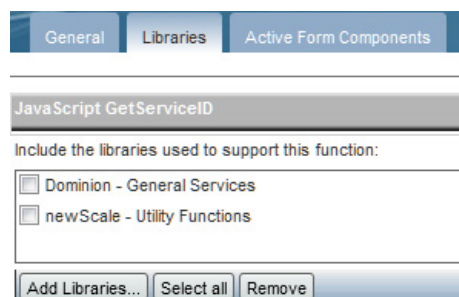 General Libraries Active Form Components
JavaScript GetServiceID
Include the libraries used to support this function:
Dominion - General Services
newScale - Utility Functions
Add Libraries... Select all Remove